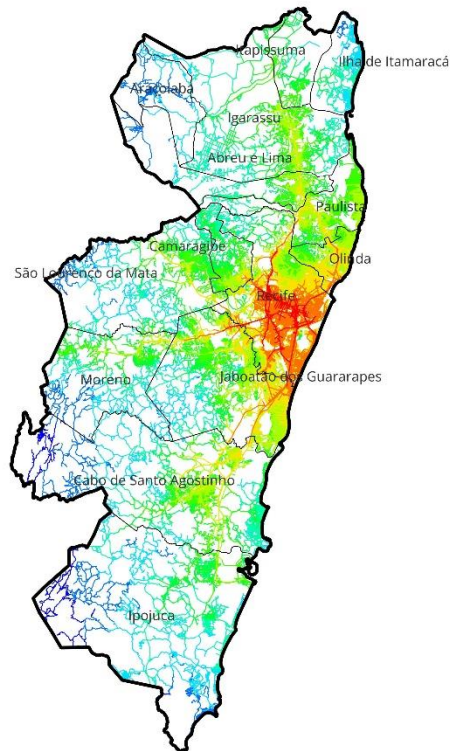 Itapissuma
Ilha de Itamaracá
Araçoiaba
Igarassu
Abreu e Lima
Paulista
Camaragibe
Olinda
São Lourenço da Mata
Recife
Jaboatão dos Guararapes
Moreno
Cabo de Santo Agostinho
Ipojuca